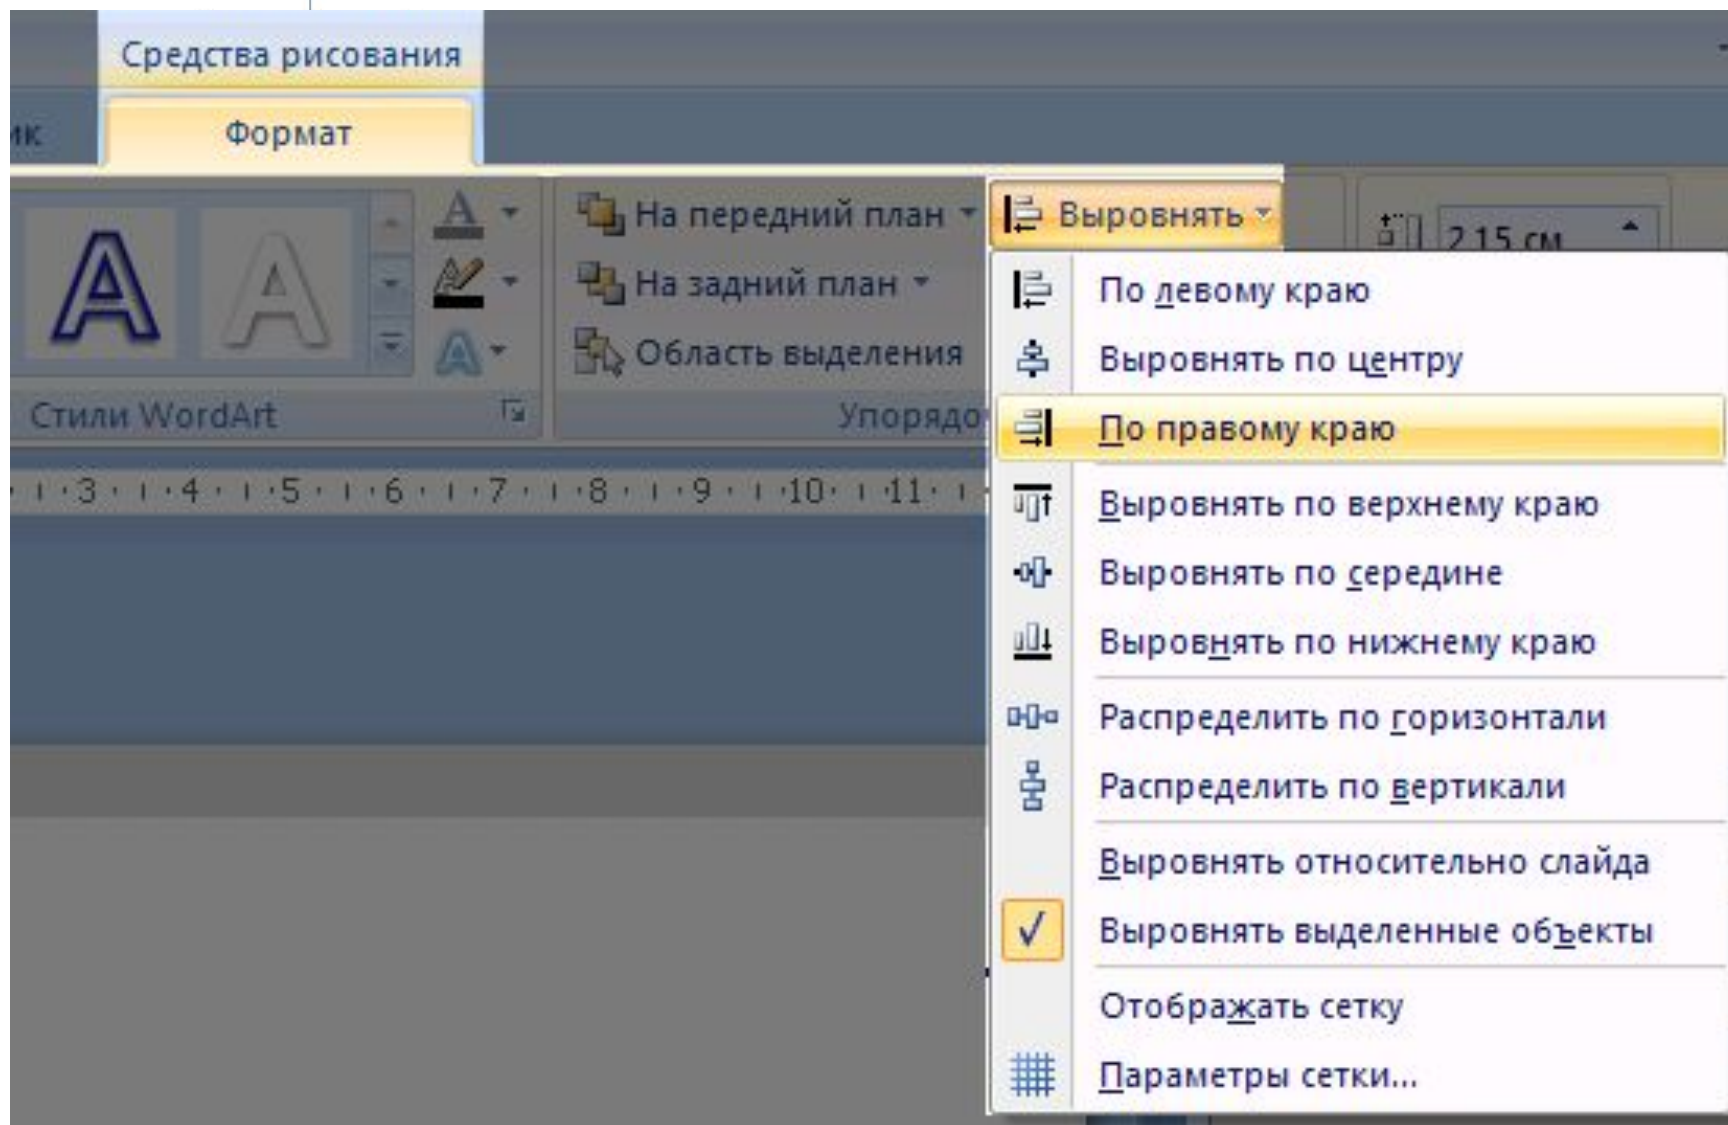 Средства рисования
ик
Формат
На передний план
Выровнять
2,15 см
На задний план
Область выделения
Стили WordArt
Упорядо
3 4 5 6 7 8 9 10 11
По левому краю
Выровнять по центру
По правому краю
Выровнять по верхнему краю
Выровнять по середине
Выровнять по нижнему краю
Распределить по горизонтали
Распределить по вертикали
Выровнять относительно слайда
Выровнять выделенные объекты
Отображать сетку
Параметры сетки...